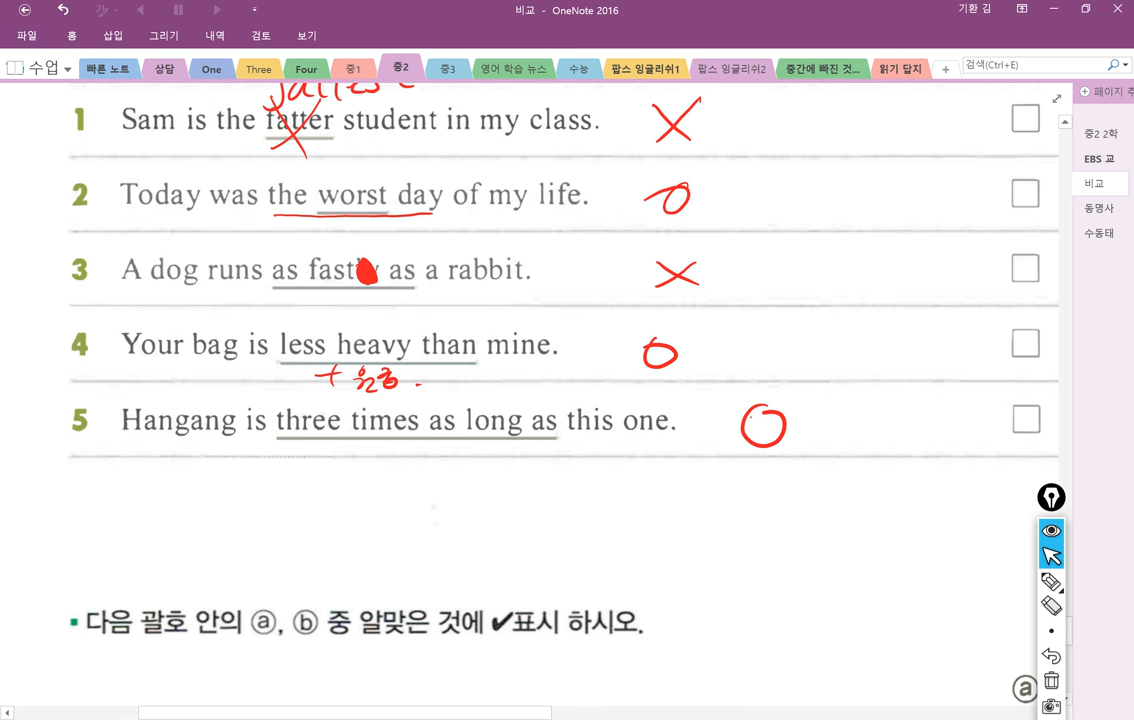 비교 - OneNote 2016
기환 김
파일 홈 삽입 그리기 내역 검토 보기
수업 빠른 노트 상담 One Three Four 중1 중2 중3 영어 학습 뉴스 수능 팝스 잉글리쉬1 팝스 잉글리쉬2 중간에 빠진 것... 읽기 답지 + 검색(Ctrl+E)
페이지 추
중2 2학
EBS 교
비교
동명사
수동태
1 Sam is the fatter student in my class. X
2 Today was the worst day of my life. O
3 A dog runs as fastly as a rabbit. X
4 Your bag is less heavy than mine. O
+ 원급.
5 Hangang is three times as long as this one. O
▪ 다음 괄호 안의 ⓐ, ⓑ 중 알맞은 것에 ✔표시 하시오.
ⓐ